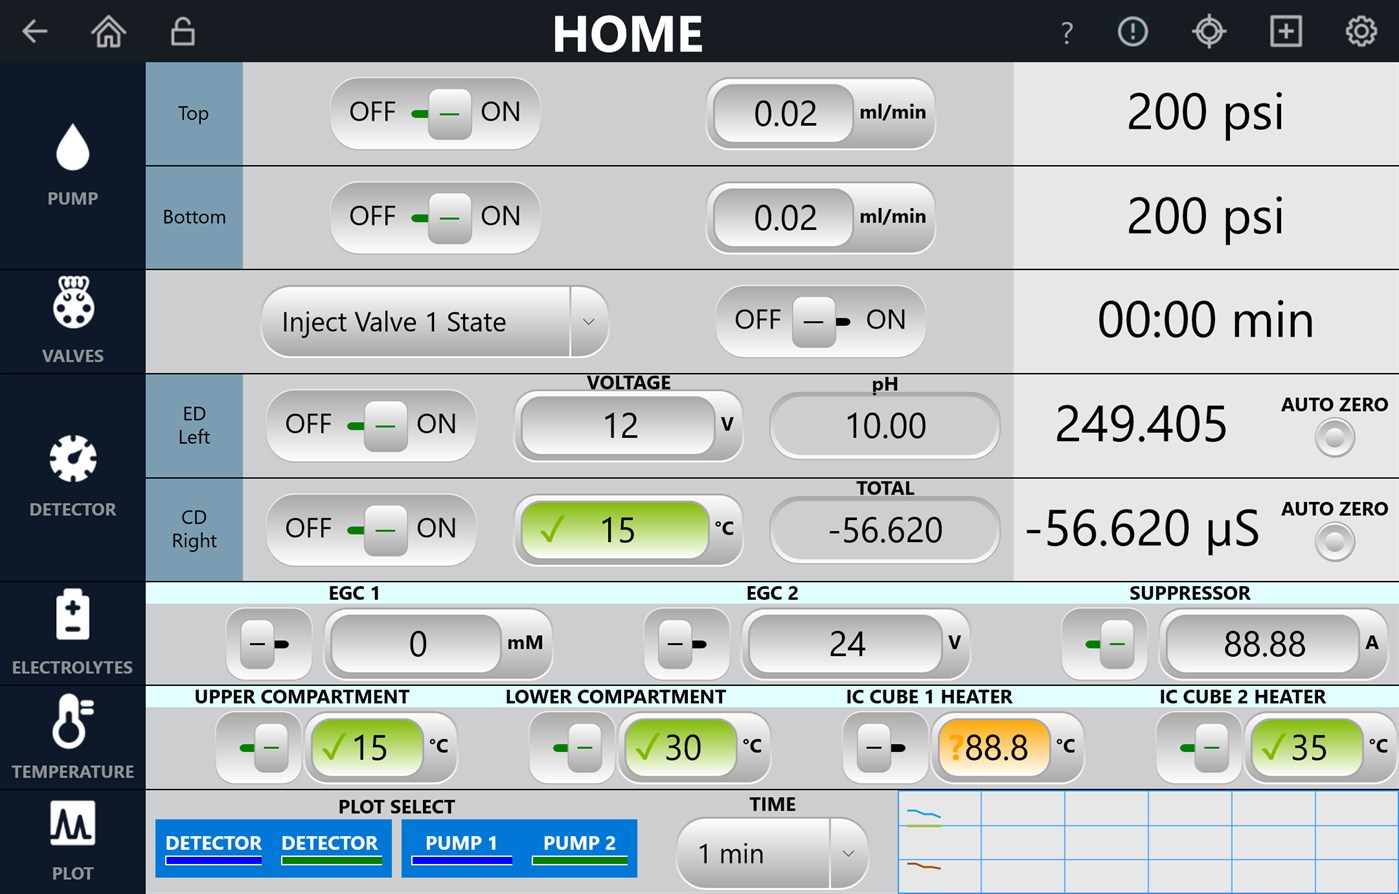 HOME
?
PUMP
Top
OFF ON
0.02 ml/min
200 psi
Bottom
OFF ON
0.02 ml/min
200 psi
VALVES
Inject Valve 1 State
OFF ON
00:00 min
DETECTOR
ED
Left
OFF ON
VOLTAGE
12 V
pH
10.00
249.405
AUTO ZERO
CD
Right
OFF ON
15 °C
TOTAL
-56.620
-56.620 µS
AUTO ZERO
ELECTROLYTES
EGC 1
0 mM
EGC 2
24 V
SUPPRESSOR
88.88 A
TEMPERATURE
UPPER COMPARTMENT
15 °C
LOWER COMPARTMENT
30 °C
IC CUBE 1 HEATER
?88.8 °C
IC CUBE 2 HEATER
35 °C
PLOT
PLOT SELECT
DETECTOR DETECTOR
PUMP 1 PUMP 2
TIME
1 min